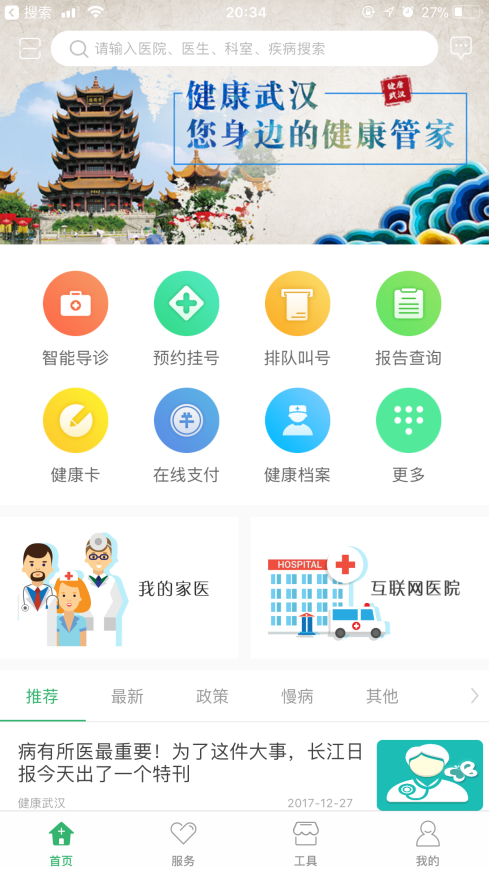 搜索
20:34
27%
请输入医院、医生、科室、疾病搜索
健康武汉
健康
武汉
您身边的健康管家
智能导诊
预约挂号
排队叫号
报告查询
健康卡
在线支付
健康档案
更多
我的家医
HOSPITAL
互联网医院
推荐
最新
政策
慢病
其他
病有所医最重要！为了这件大事，长江日
报今天出了一个特刊
健康武汉
2017-12-27
首页
服务
工具
我的